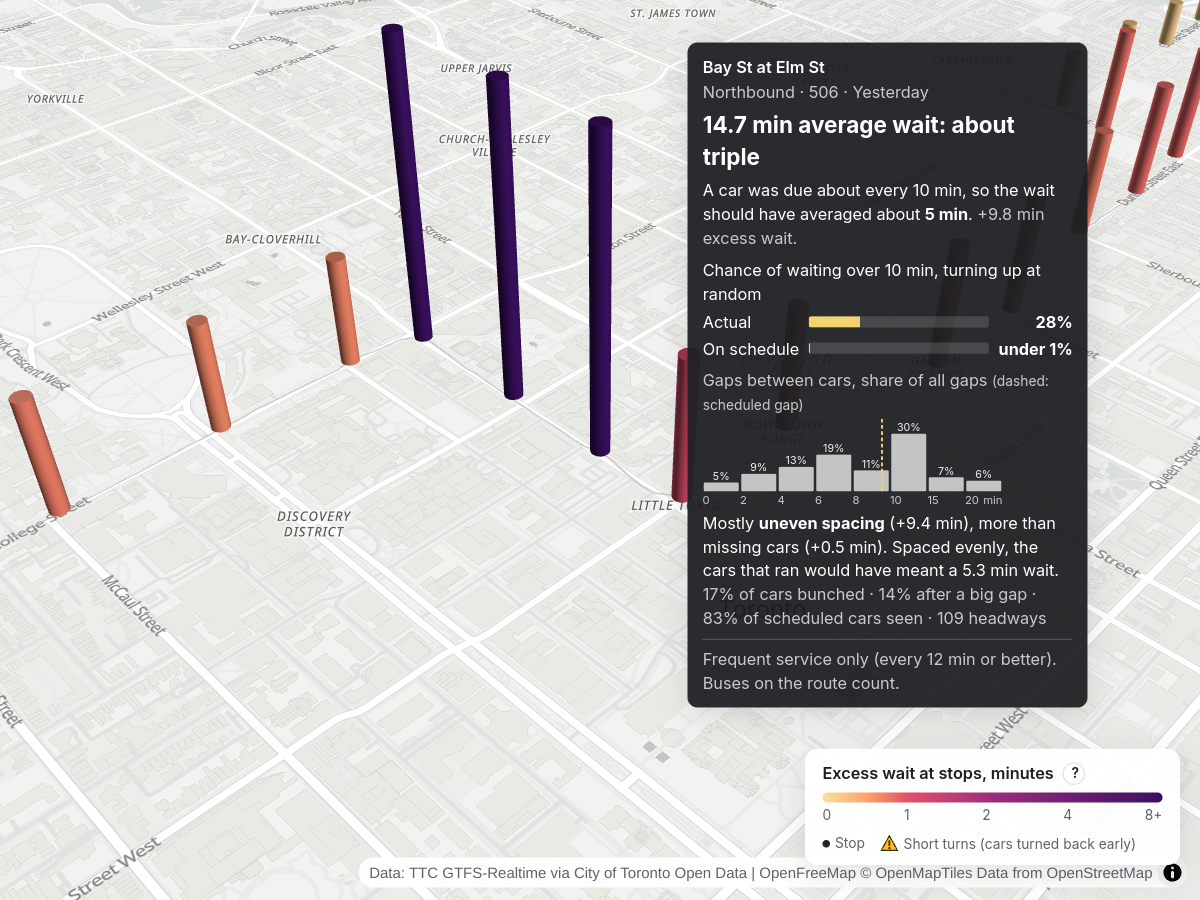 ST. JAMES TOWN
Sherbourne Street
Church Street
Bloor Street East
UPPER JARVIS
YORKVILLE
BAY-CLOVERHILL
Wellesley Street West
DISCOVERY
DISTRICT
McCaul Street
Street West
Bay St at Elm St
Northbound · 506 · Yesterday
14.7 min average wait: about
triple
A car was due about every 10 min, so the wait
should have averaged about 5 min. +9.8 min
excess wait.
Chance of waiting over 10 min, turning up at
random
Actual 28%
On schedule under 1%
Gaps between cars, share of all gaps (dashed:
scheduled gap)
5% 9% 13% 19% 11% 30% 7% 6%
0 2 4 6 8 10 15 20 min
Mostly uneven spacing (+9.4 min), more than
missing cars (+0.5 min). Spaced evenly, the
cars that ran would have meant a 5.3 min wait.
17% of cars bunched · 14% after a big gap ·
83% of scheduled cars seen · 109 headways
Frequent service only (every 12 min or better).
Buses on the route count.
Excess wait at stops, minutes ?
0 1 2 4 8+
Stop
Short turns (cars turned back early)
Data: TTC GTFS-Realtime via City of Toronto Open Data | OpenFreeMap © OpenMapTiles Data from OpenStreetMap